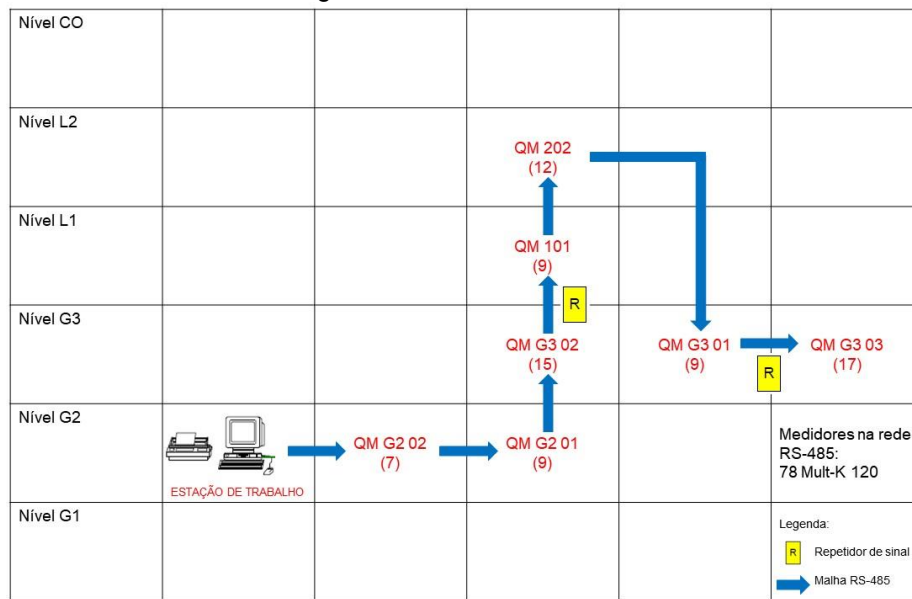 Nível CO
Nível L2
QM 202
(12)
Nível L1
QM 101
(9)
R
Nível G3
QM G3 02
(15)
QM G3 01
(9)
QM G3 03
(17)
R
Nível G2
QM G2 02
(7)
QM G2 01
(9)
ESTAÇÃO DE TRABALHO
Medidores na rede
RS-485:
78 Mult-K 120
Nível G1
Legenda:
R Repetidor de sinal
Malha RS-485